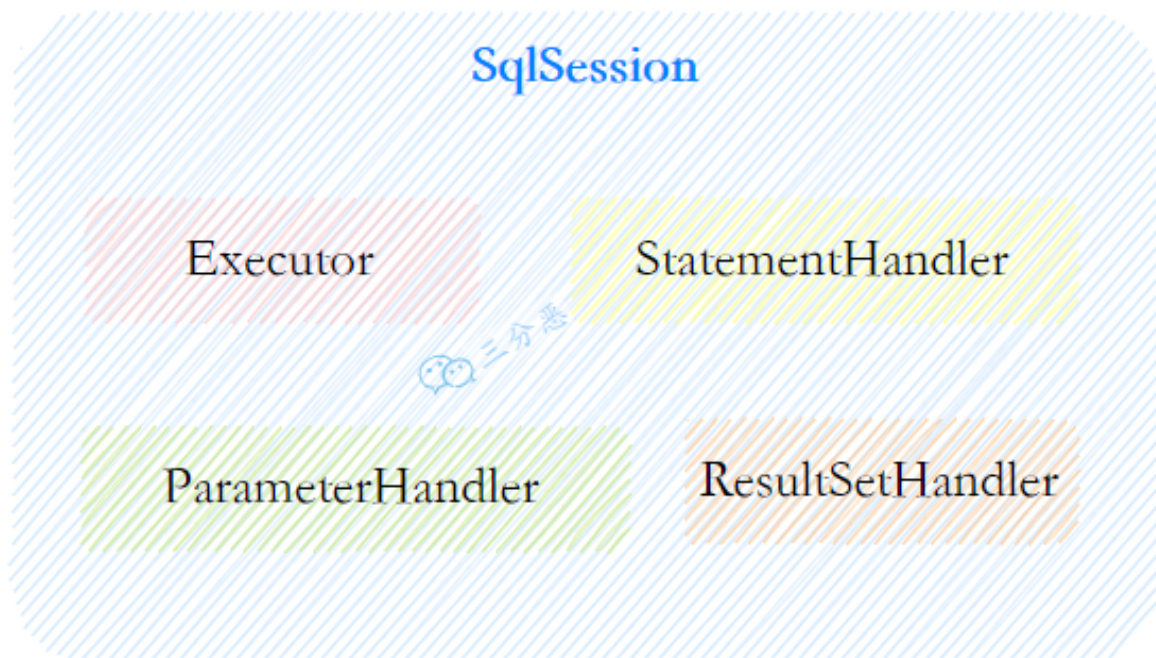 SqlSession
Executor
StatementHandler
三分恶
ParameterHandler
ResultSetHandler